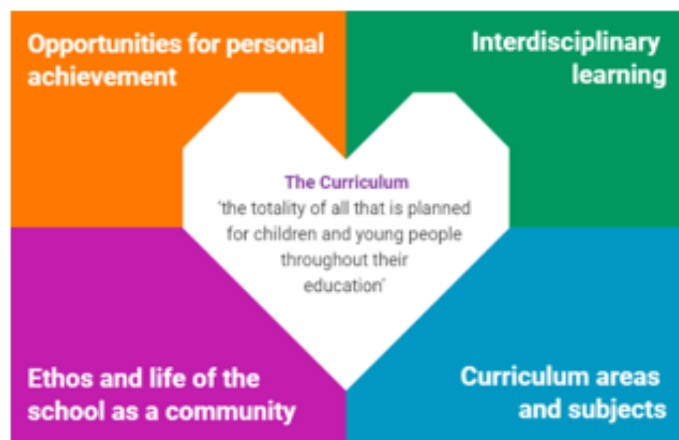 Opportunities for personal
achievement
Interdisciplinary
learning
The Curriculum
'the totality of all that is planned
for children and young people
throughout their
education'
Ethos and life of the
school as a community
Curriculum areas
and subjects